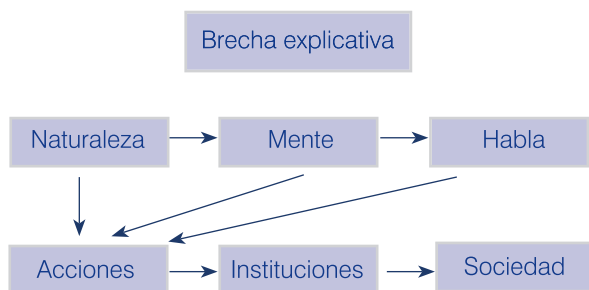 Brecha explicativa
Naturaleza
Mente
Habla
Acciones
Instituciones
Sociedad